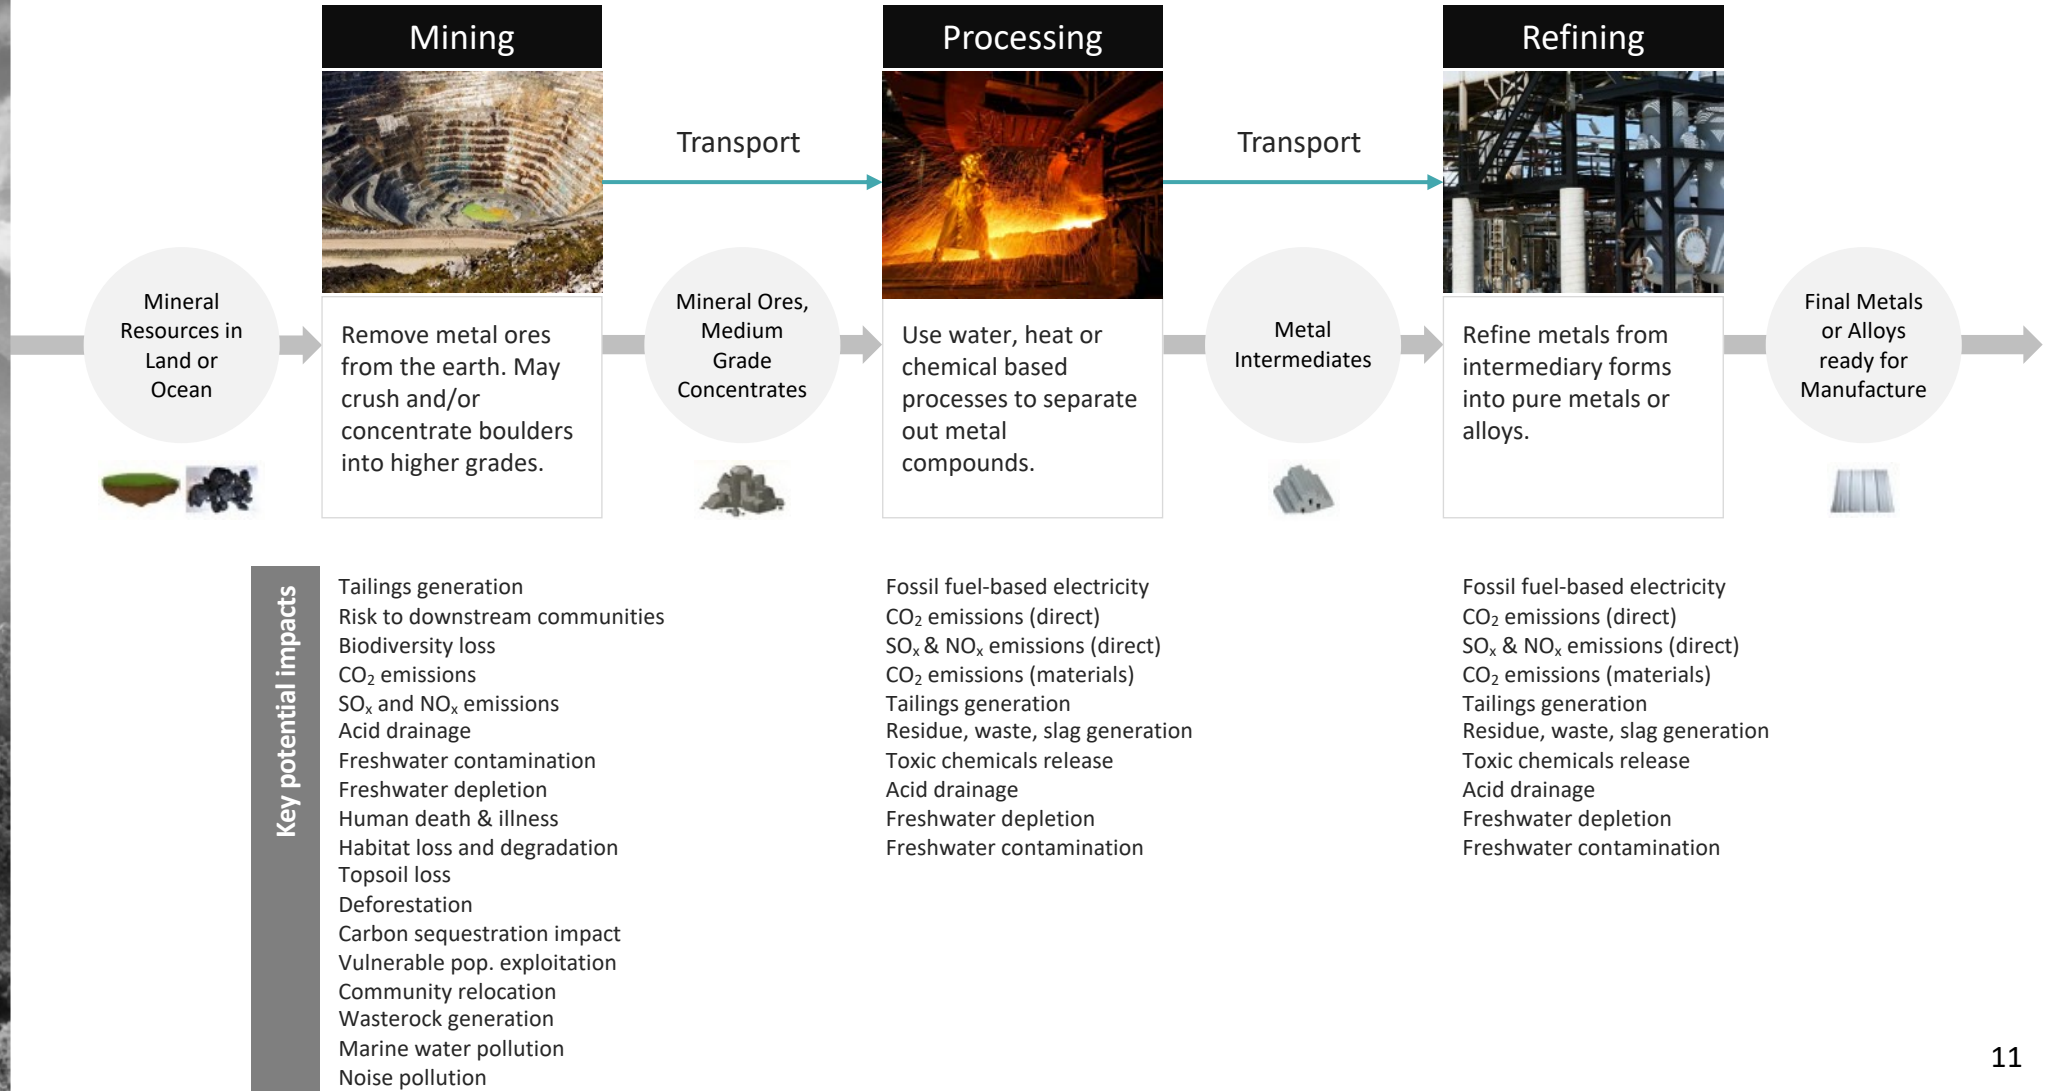 Mining
Processing
Refining
Transport
Transport
Mineral
Resources in
Land or
Ocean
Remove metal ores
from the earth. May
crush and/or
concentrate boulders
into higher grades.
Mineral Ores,
Medium
Grade
Concentrates
Use water, heat or
chemical based
processes to separate
out metal
compounds.
Metal
Intermediates
Refine metals from
intermediary forms
into pure metals or
alloys.
Final Metals
or Alloys
ready for
Manufacture
Key potential impacts
Tailings generation
Risk to downstream communities
Biodiversity loss
CO₂ emissions
SOₓ and NOₓ emissions
Acid drainage
Freshwater contamination
Freshwater depletion
Human death & illness
Habitat loss and degradation
Topsoil loss
Deforestation
Carbon sequestration impact
Vulnerable pop. exploitation
Community relocation
Wasterock generation
Marine water pollution
Noise pollution
Fossil fuel-based electricity
CO₂ emissions (direct)
SOₓ & NOₓ emissions (direct)
CO₂ emissions (materials)
Tailings generation
Residue, waste, slag generation
Toxic chemicals release
Acid drainage
Freshwater depletion
Freshwater contamination
Fossil fuel-based electricity
CO₂ emissions (direct)
SOₓ & NOₓ emissions (direct)
CO₂ emissions (materials)
Tailings generation
Residue, waste, slag generation
Toxic chemicals release
Acid drainage
Freshwater depletion
Freshwater contamination
11